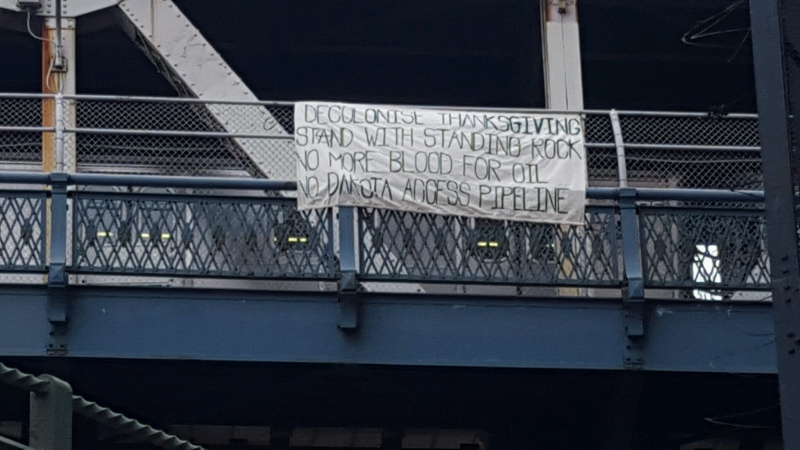 DECOLONISE THANKSGIVING
STAND WITH STANDING ROCK
NO MORE BLOOD FOR OIL
NO DAKOTA ACCESS PIPELINE